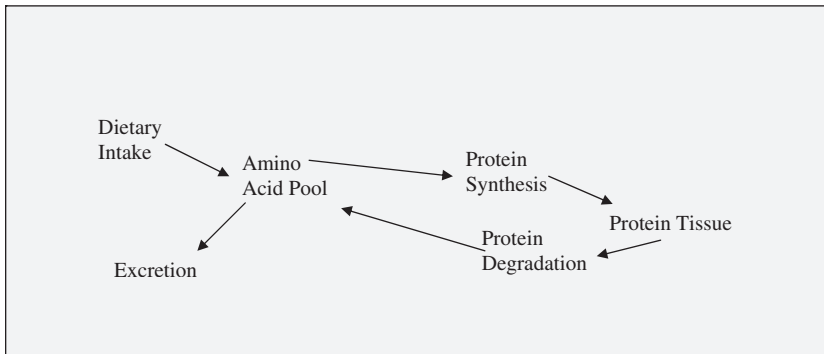 Dietary
Intake
Amino
Acid Pool
Protein
Synthesis
Protein Tissue
Protein
Degradation
Excretion